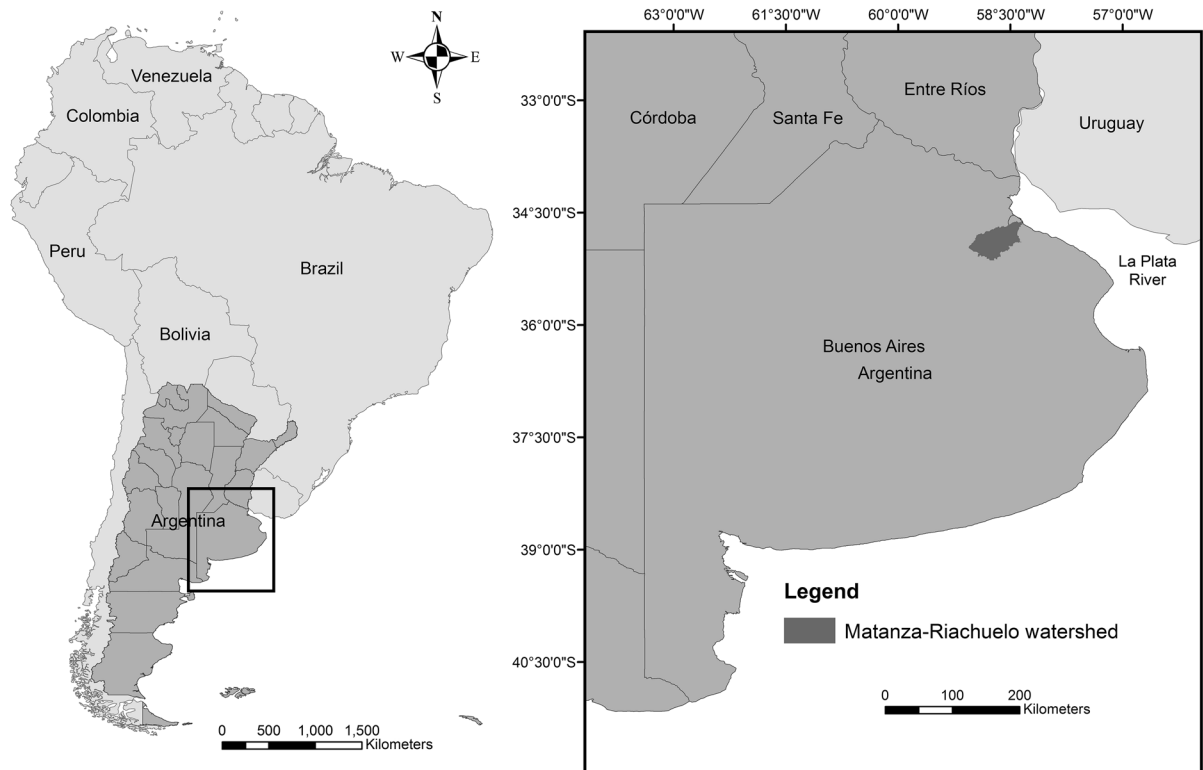 N
W E
S
Venezuela
Colombia
Peru
Brazil
Bolivia
Argentina
0 500 1,000 1,500
Kilometers
63°0'0"W 61°30'0"W 60°0'0"W 58°30'0"W 57°0'0"W
33°0'0"S
34°30'0"S
36°0'0"S
37°30'0"S
39°0'0"S
40°30'0"S
Entre Ríos
Córdoba
Santa Fe
Uruguay
La Plata
River
Buenos Aires
Argentina
Legend
Matanza-Riachuelo watershed
0 100 200
Kilometers